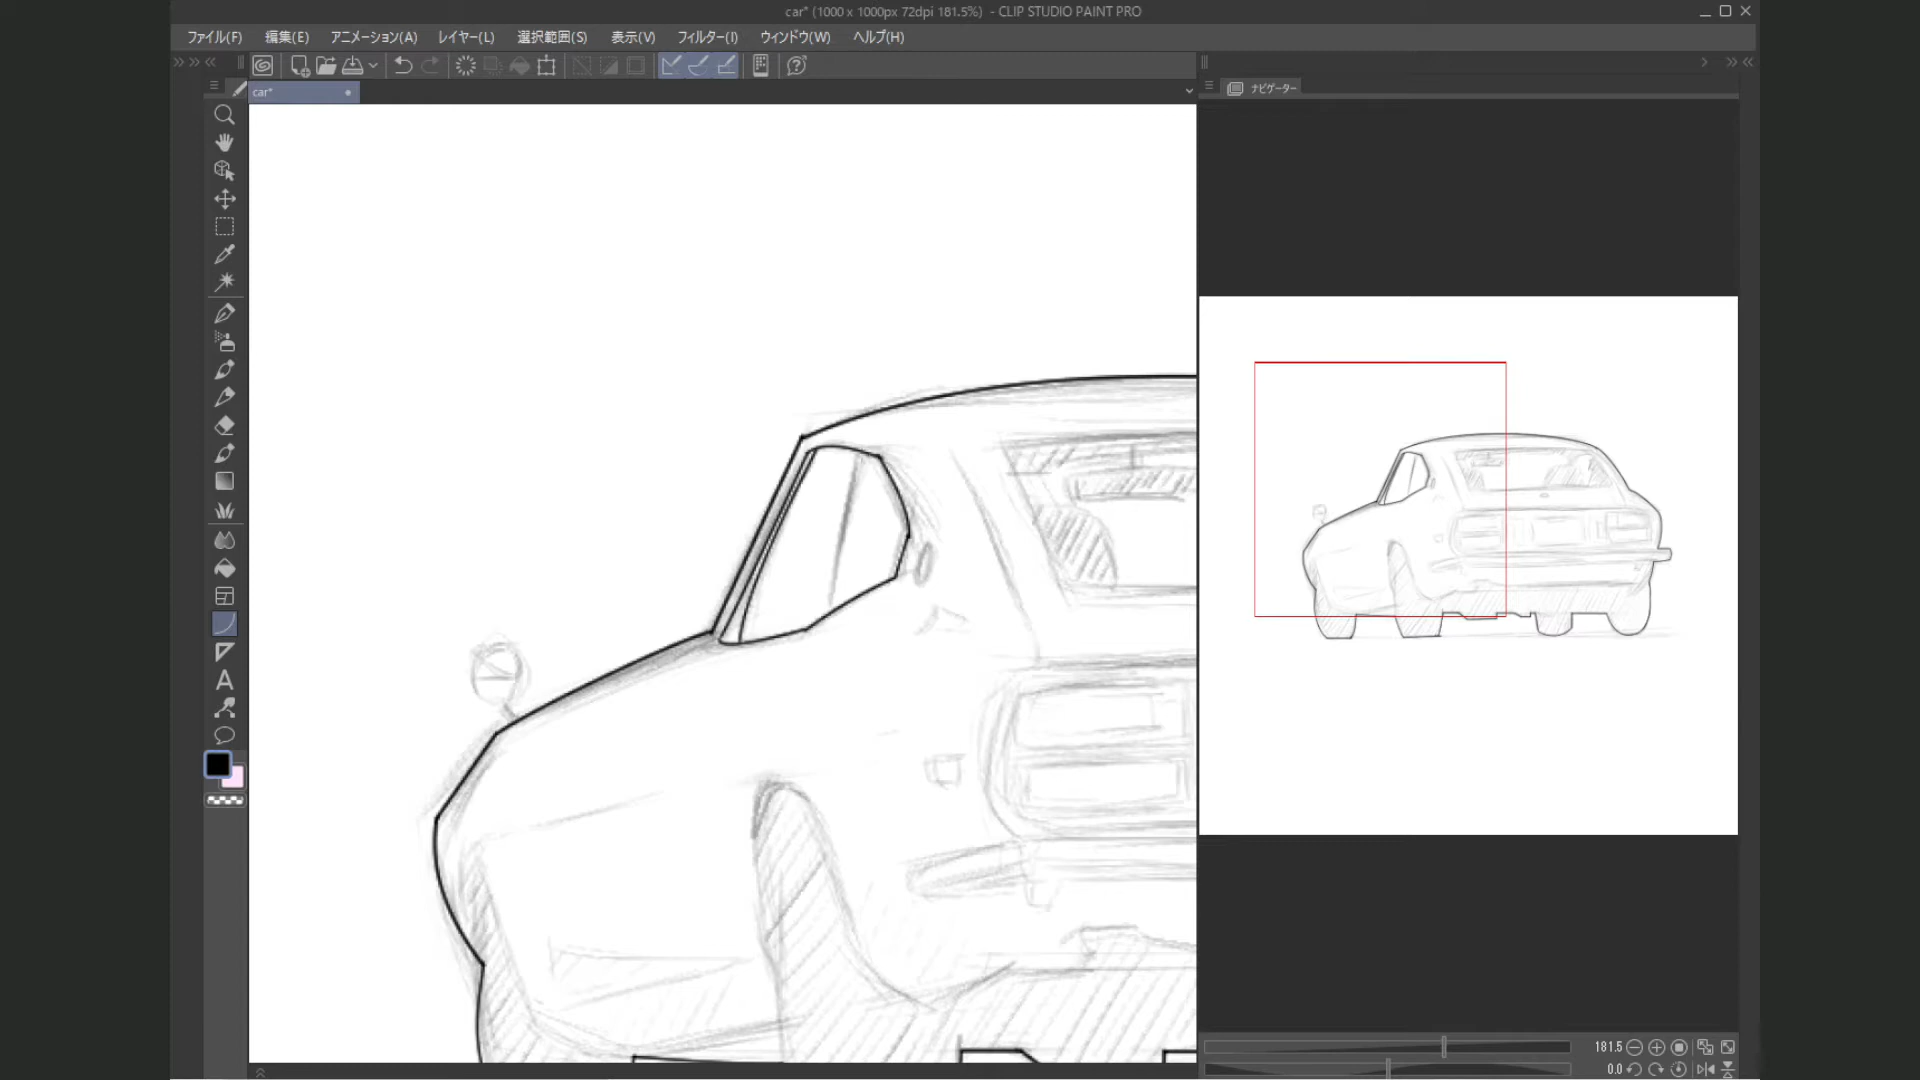 car* (1000 x 1000px 72dpi 181.5%) - CLIP STUDIO PAINT PRO
ファイル(F) 編集(E) アニメーション(A) レイヤー(L) 選択範囲(S) 表示(V) フィルター(I) ウィンドウ(W) ヘルプ(H)
car*
ナビゲーター
A
181.5
0.0